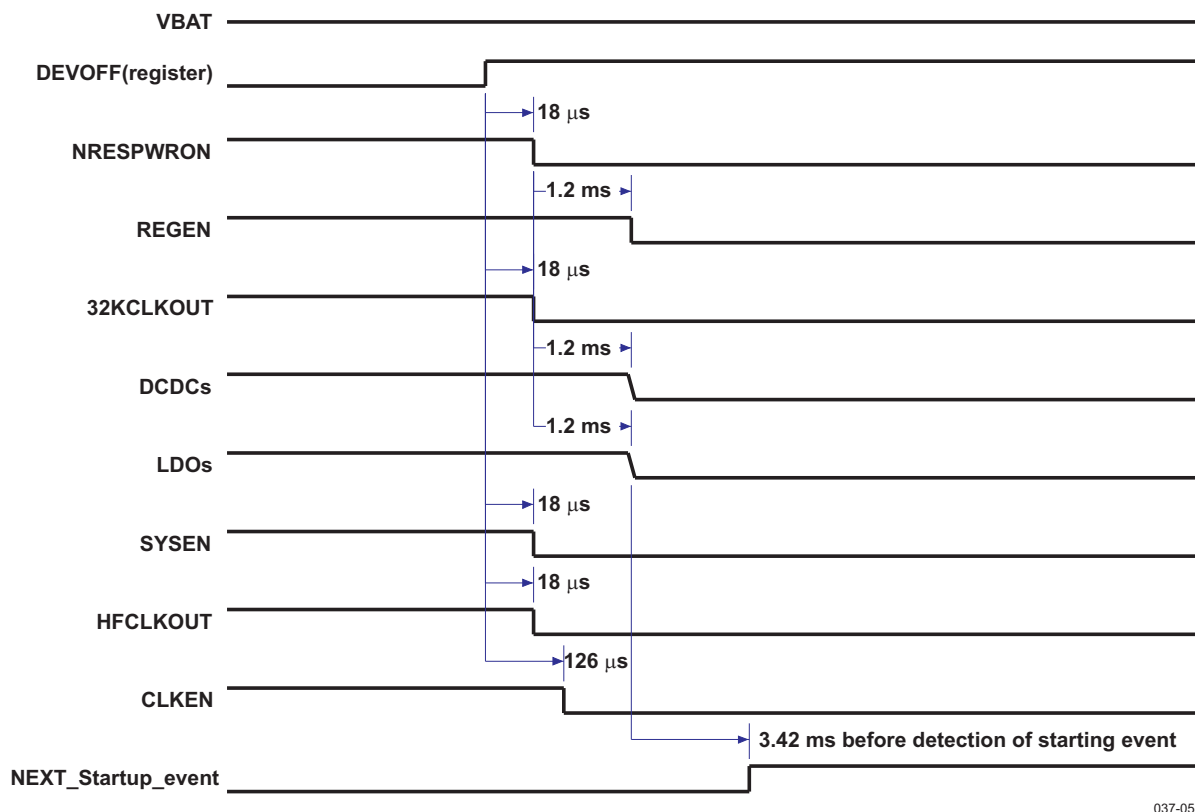 VBAT
DEVOFF(register)
18 μs
NRESPWRON
1.2 ms
REGEN
18 μs
32KCLKOUT
1.2 ms
DCDCs
1.2 ms
LDOs
18 μs
SYSEN
18 μs
HFCLKOUT
126 μs
CLKEN
3.42 ms before detection of starting event
NEXT_Startup_event
037-05